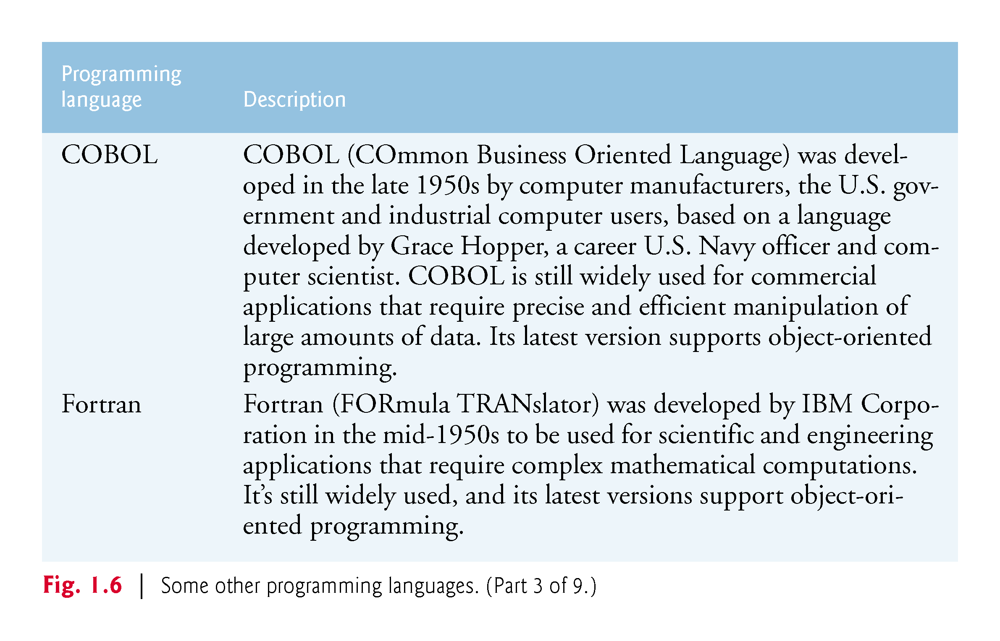 Programming
language
Description
COBOL
COBOL (COmmon Business Oriented Language) was devel-
oped in the late 1950s by computer manufacturers, the U.S. gov-
ernment and industrial computer users, based on a language
developed by Grace Hopper, a career U.S. Navy officer and com-
puter scientist. COBOL is still widely used for commercial
applications that require precise and efficient manipulation of
large amounts of data. Its latest version supports object-oriented
programming.
Fortran
Fortran (FORmula TRANslator) was developed by IBM Corpo-
ration in the mid-1950s to be used for scientific and engineering
applications that require complex mathematical computations.
It’s still widely used, and its latest versions support object-ori-
ented programming.
Fig. 1.6 | Some other programming languages. (Part 3 of 9.)